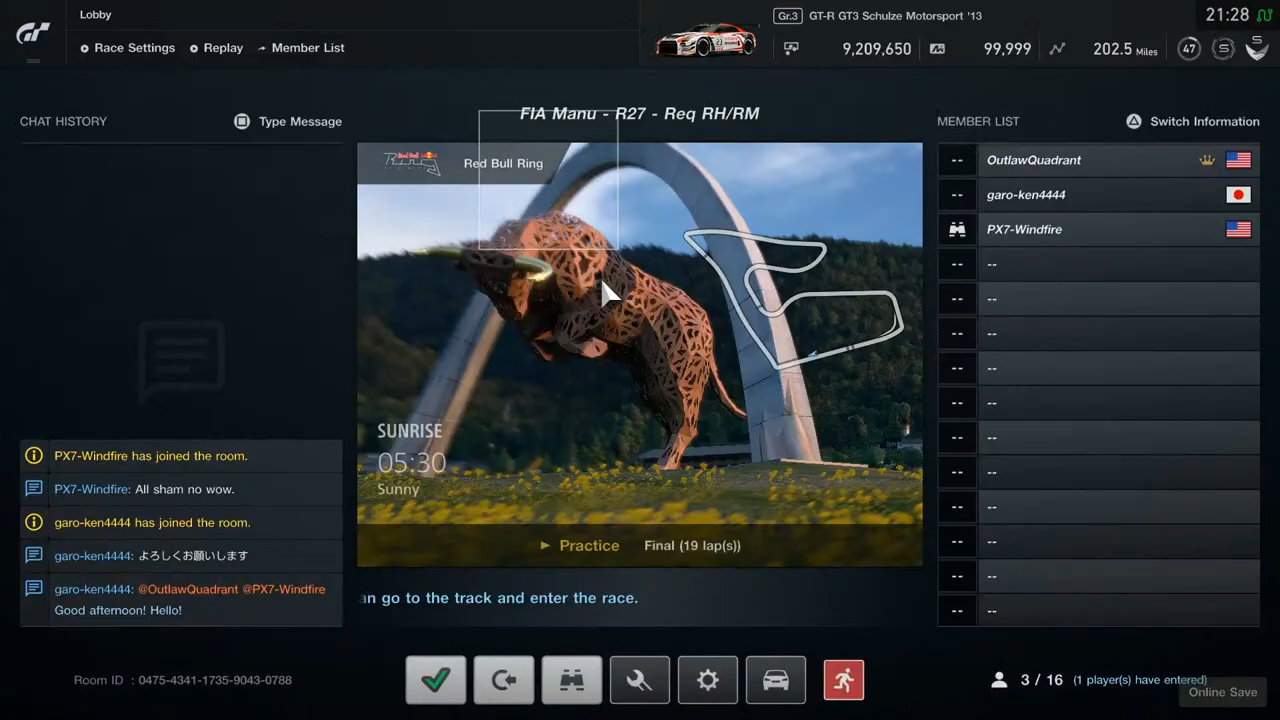 Lobby
Race Settings
Replay
Member List
Gr.3 GT-R GT3 Schulze Motorsport '13
21:28
9,209,650
99,999
202.5 Miles
47
S
S
CHAT HISTORY
Type Message
FIA Manu - R27 - Req RH/RM
MEMBER LIST
Switch Information
Red Bull Ring
-- OutlawQuadrant
-- garo-ken4444
PX7-Windfire
-- --
-- --
-- --
-- --
-- --
-- --
-- --
-- --
-- --
-- --
-- --
SUNRISE
05:30
Sunny
Practice
Final (19 lap(s))
PX7-Windfire has joined the room.
PX7-Windfire: All sham no wow.
garo-ken4444 has joined the room.
garo-ken4444: よろしくお願いします
garo-ken4444: @OutlawQuadrant @PX7-Windfire
Good afternoon! Hello!
an go to the track and enter the race.
Room ID : 0475-4341-1735-9043-0788
3 / 16 (1 player(s) have entered)
Online Save